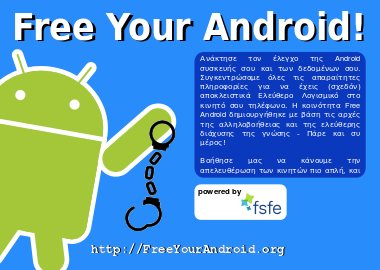 Free Your Android!
Ανάκτησε τον έλεγχο της Android
συσκευής σου και των δεδομένων σου.
Συγκεντρώσαμε όλες τις απαραίτητες
πληροφορίες για να έχεις (σχεδόν)
αποκλειστικά Ελεύθερο Λογισμικό στο
κινητό σου τηλέφωνο. Η κοινότητα Free
Android δημιουργήθηκε με βάση τις αρχές
της αλληλοβοήθειας και της ελεύθερης
διάχυσης της γνώσης - Πάρε και συ
μέρος!
Βοήθησε μας να κάνουμε την
απελευθέρωση των κινητών πιο απλή, και
powered by
fsfe
http://FreeYourAndroid.org